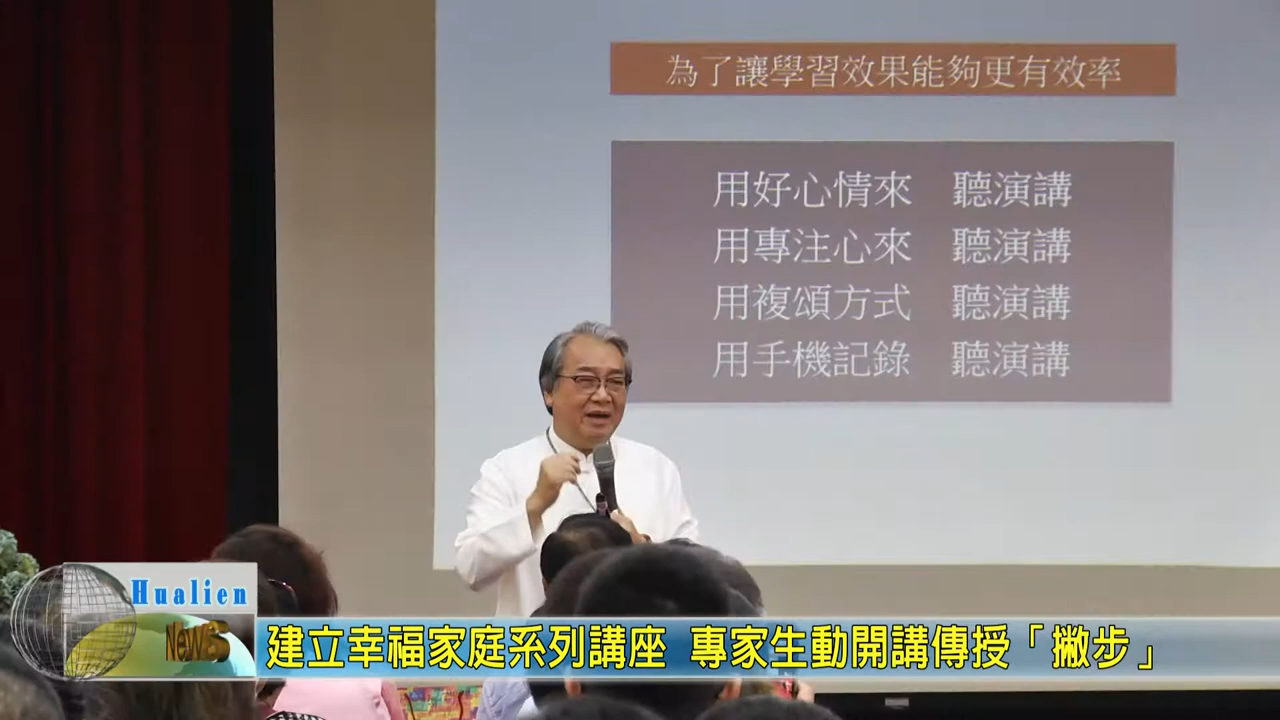 為了讓學習效果能夠更有效率
用好心情來 聽演講
用專注心來 聽演講
用複頌方式 聽演講
用手機記錄 聽演講
Hualien
NEWS
建立幸福家庭系列講座 專家生動開講傳授「撇步」